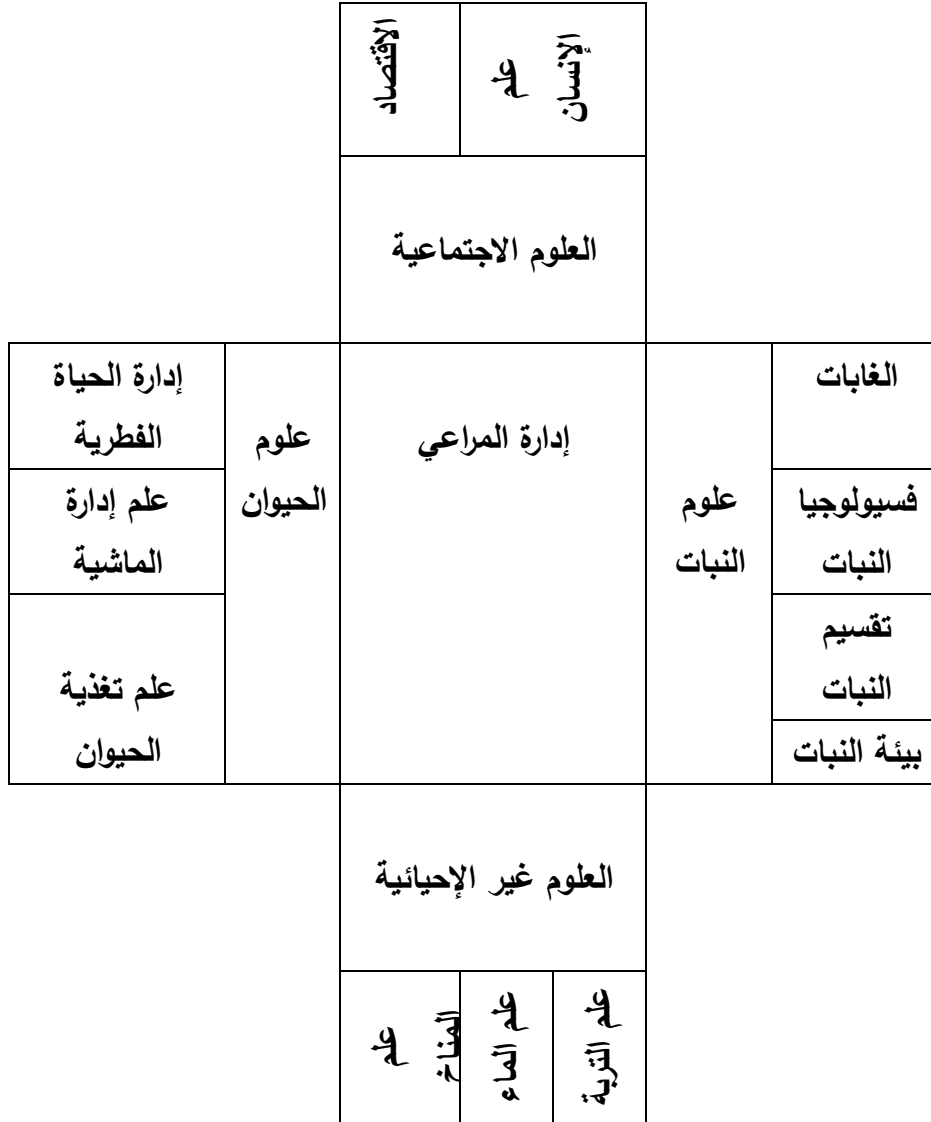 علم
الإنسان
الاقتصاد
العلوم الاجتماعية
الغابات
فسيولوجيا
النبات
تقسيم
النبات
بيئة النبات
علوم
النبات
إدارة المراعي
علوم
الحيوان
إدارة الحياة
الفطرية
علم إدارة
الماشية
علم تغذية
الحيوان
العلوم غير الإحيائية
علم التربة
علم الماء
علم
المناخ